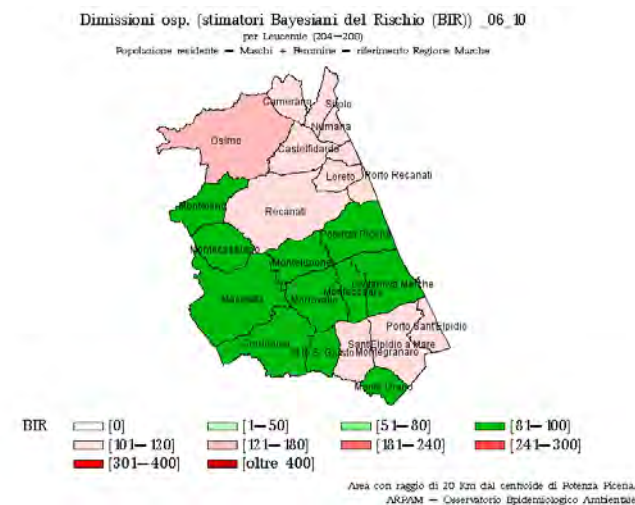 Dimissioni osp. (stimatori Bayesiani del Rischio (BIR)) _06_10
per Leucemie (204—208)
Popolazione residente — Maschi + Femmine — riferimento Regione Marche
Camerano
Sirolo
Numana
Osimo
Castelfidardo
Loreto
Porto Recanati
Montefano
Recanati
Potenza Picena
Montecassiano
Montelupone
Civitanova Marche
Montecosaro
Macerata
Morrovalle
Porto Sant'Elpidio
Corridonia
Sant'Elpidio a Mare
Montegranaro
Monte Urano
BIR [0] [1—50] [51—80] [81—100]
[101—120] [121—180] [181—240] [241—300]
[301—400] [oltre 400]
Area con raggio di 20 Km dal centroide di Potenza Picena.
ARPAM — Osservatorio Epidemiologico Ambientale